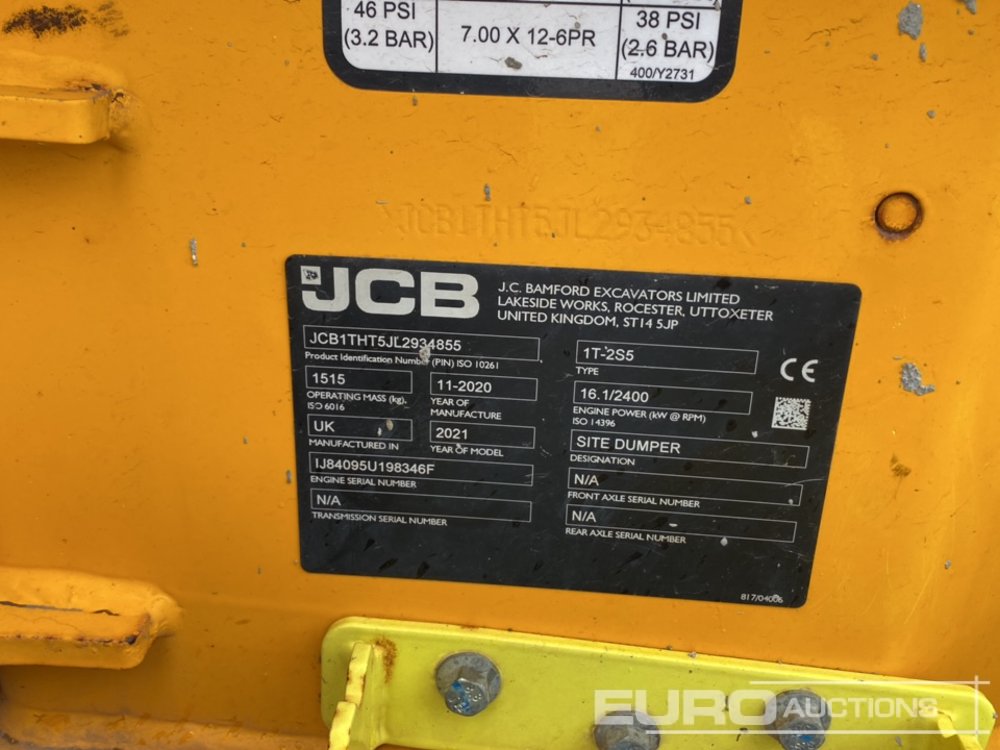 46 PSI
(3.2 BAR)
7.00 X 12-6PR
38 PSI
(2.6 BAR)
400/Y2731
JCB1THT5JL2934855
JCB
J.C. BAMFORD EXCAVATORS LIMITED
LAKESIDE WORKS, ROCESTER, UTTOXETER
UNITED KINGDOM, ST14 5JP
JCB1THT5JL2934855
Product Identification Number (PIN) ISO 10261
1515
OPERATING MASS (kg).
ISO 6016
11-2020
YEAR OF
MANUFACTURE
UK
MANUFACTURED IN
2021
YEAR OF MODEL
IJ84095U198346F
ENGINE SERIAL NUMBER
N/A
TRANSMISSION SERIAL NUMBER
1T-2S5
TYPE
CE
16.1/2400
ENGINE POWER (kW @ RPM)
ISO 14396
SITE DUMPER
DESIGNATION
N/A
FRONT AXLE SERIAL NUMBER
N/A
REAR AXLE SERIAL NUMBER
817/04006
EURO AUCTIONS